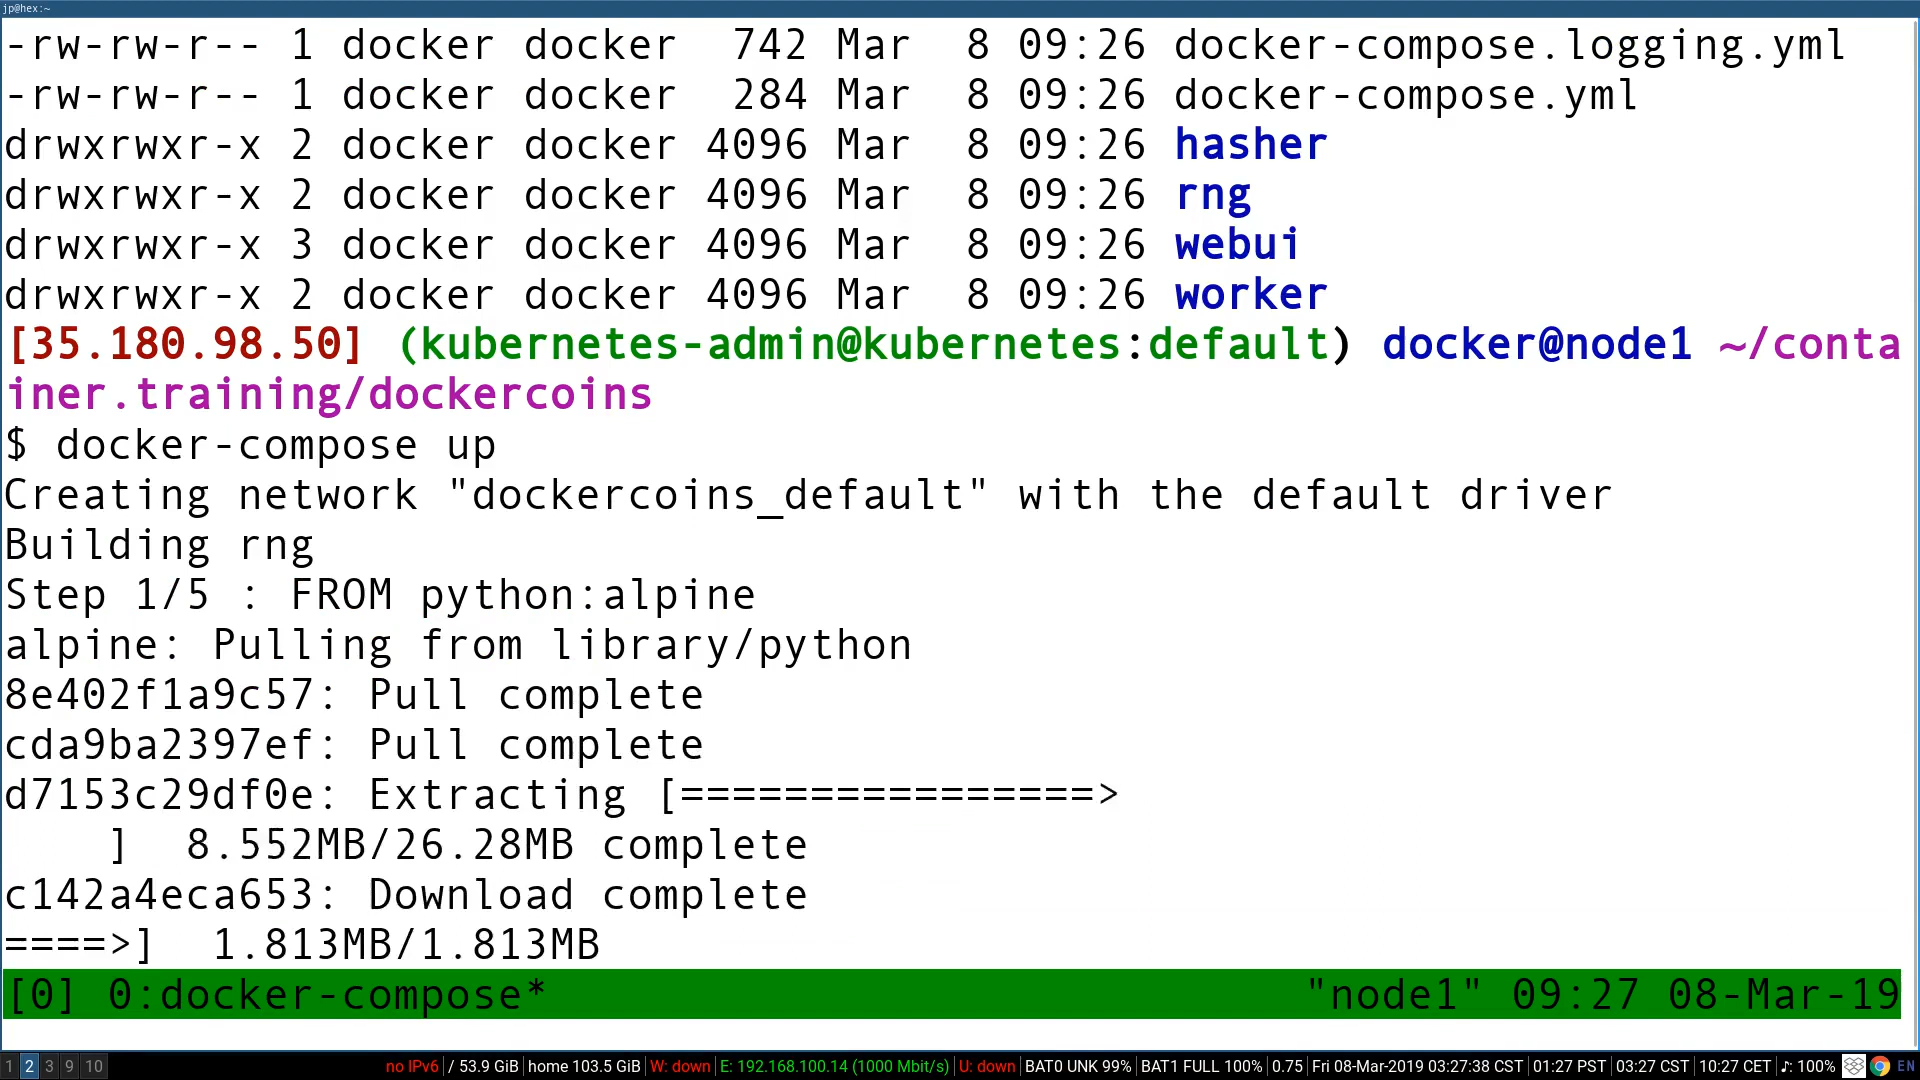 jp@hex:~
-rw-rw-r-- 1 docker docker  742 Mar  8 09:26 docker-compose.logging.yml
-rw-rw-r-- 1 docker docker  284 Mar  8 09:26 docker-compose.yml
drwxrwxr-x 2 docker docker 4096 Mar  8 09:26 hasher
drwxrwxr-x 2 docker docker 4096 Mar  8 09:26 rng
drwxrwxr-x 3 docker docker 4096 Mar  8 09:26 webui
drwxrwxr-x 2 docker docker 4096 Mar  8 09:26 worker
[35.180.98.50] (kubernetes-admin@kubernetes:default) docker@node1 ~/conta
iner.training/dockercoins
$ docker-compose up
Creating network "dockercoins_default" with the default driver
Building rng
Step 1/5 : FROM python:alpine
alpine: Pulling from library/python
8e402f1a9c57: Pull complete
cda9ba2397ef: Pull complete
d7153c29df0e: Extracting [================>
    ]  8.552MB/26.28MB complete
c142a4eca653: Download complete
====>]  1.813MB/1.813MB
[0] 0:docker-compose* "node1" 09:27 08-Mar-19
1 2 3 9 10 no IPv6 | / 53.9 GiB | home 103.5 GiB | W: down | E: 192.168.100.14 (1000 Mbit/s) | U: down | BAT0 UNK 99% | BAT1 FULL 100% | 0.75 | Fri 08-Mar-2019 03:27:38 CST | 01:27 PST | 03:27 CST | 10:27 CET | ♪: 100% EN